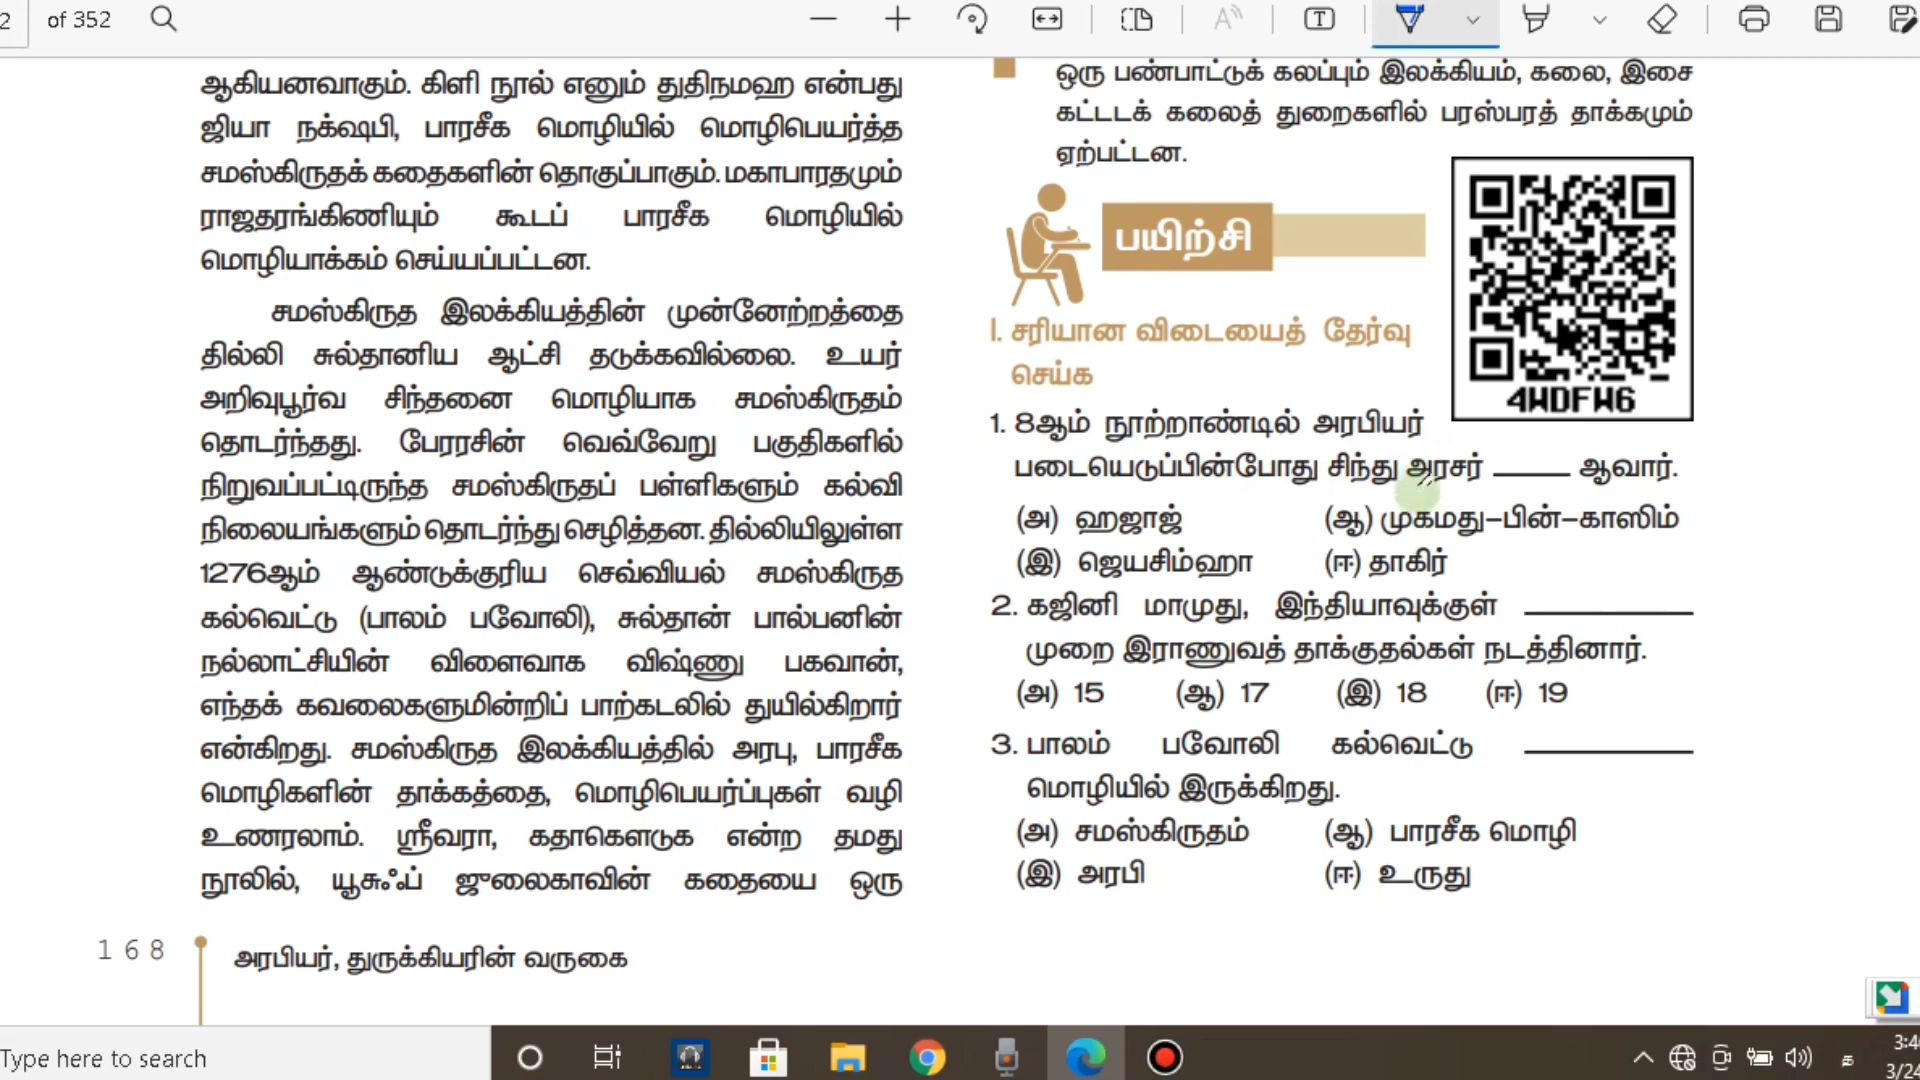 2 of 352
ஆகியனவாகும். கிளி நூல் எனும் துதிநமஹ என்பது
ஜியா நக்ஷபி, பாரசீக மொழியில் மொழிபெயர்த்த
சமஸ்கிருதக் கதைகளின் தொகுப்பாகும். மகாபாரதமும்
ராஜதரங்கிணியும் கூடப் பாரசீக மொழியில்
மொழியாக்கம் செய்யப்பட்டன.
சமஸ்கிருத இலக்கியத்தின் முன்னேற்றத்தை
தில்லி சுல்தானிய ஆட்சி தடுக்கவில்லை. உயர்
அறிவுபூர்வ சிந்தனை மொழியாக சமஸ்கிருதம்
தொடர்ந்தது. பேரரசின் வெவ்வேறு பகுதிகளில்
நிறுவப்பட்டிருந்த சமஸ்கிருதப் பள்ளிகளும் கல்வி
நிலையங்களும் தொடர்ந்து செழித்தன. தில்லியிலுள்ள
1276ஆம் ஆண்டுக்குரிய செவ்வியல் சமஸ்கிருத
கல்வெட்டு (பாலம் பவோலி), சுல்தான் பால்பனின்
நல்லாட்சியின் விளைவாக விஷ்ணு பகவான்,
எந்தக் கவலைகளுமின்றிப் பாற்கடலில் துயில்கிறார்
என்கிறது. சமஸ்கிருத இலக்கியத்தில் அரபு, பாரசீக
மொழிகளின் தாக்கத்தை, மொழிபெயர்ப்புகள் வழி
உணரலாம். ஸ்ரீவரா, கதாகௌடுக என்ற தமது
நூலில், யூசுஃப் ஜுலைகாவின் கதையை ஒரு
168 அரபியர், துருக்கியரின் வருகை
ஒரு பண்பாட்டுக் கலப்பும் இலக்கியம், கலை, இசை
கட்டடக் கலைத் துறைகளில் பரஸ்பரத் தாக்கமும்
ஏற்பட்டன.
பயிற்சி
4WDFW6
I. சரியான விடையைத் தேர்வு
செய்க
1. 8ஆம் நூற்றாண்டில் அரபியர்
படையெடுப்பின்போது சிந்து அரசர் _____ ஆவார்.
(அ) ஹஜாஜ் (ஆ) முகமது-பின்-காஸிம்
(இ) ஜெயசிம்ஹா (ஈ) தாகிர்
2. கஜினி மாமுது, இந்தியாவுக்குள் __________
முறை இராணுவத் தாக்குதல்கள் நடத்தினார்.
(அ) 15 (ஆ) 17 (இ) 18 (ஈ) 19
3. பாலம் பவோலி கல்வெட்டு __________
மொழியில் இருக்கிறது.
(அ) சமஸ்கிருதம் (ஆ) பாரசீக மொழி
(இ) அரபி (ஈ) உருது
Type here to search